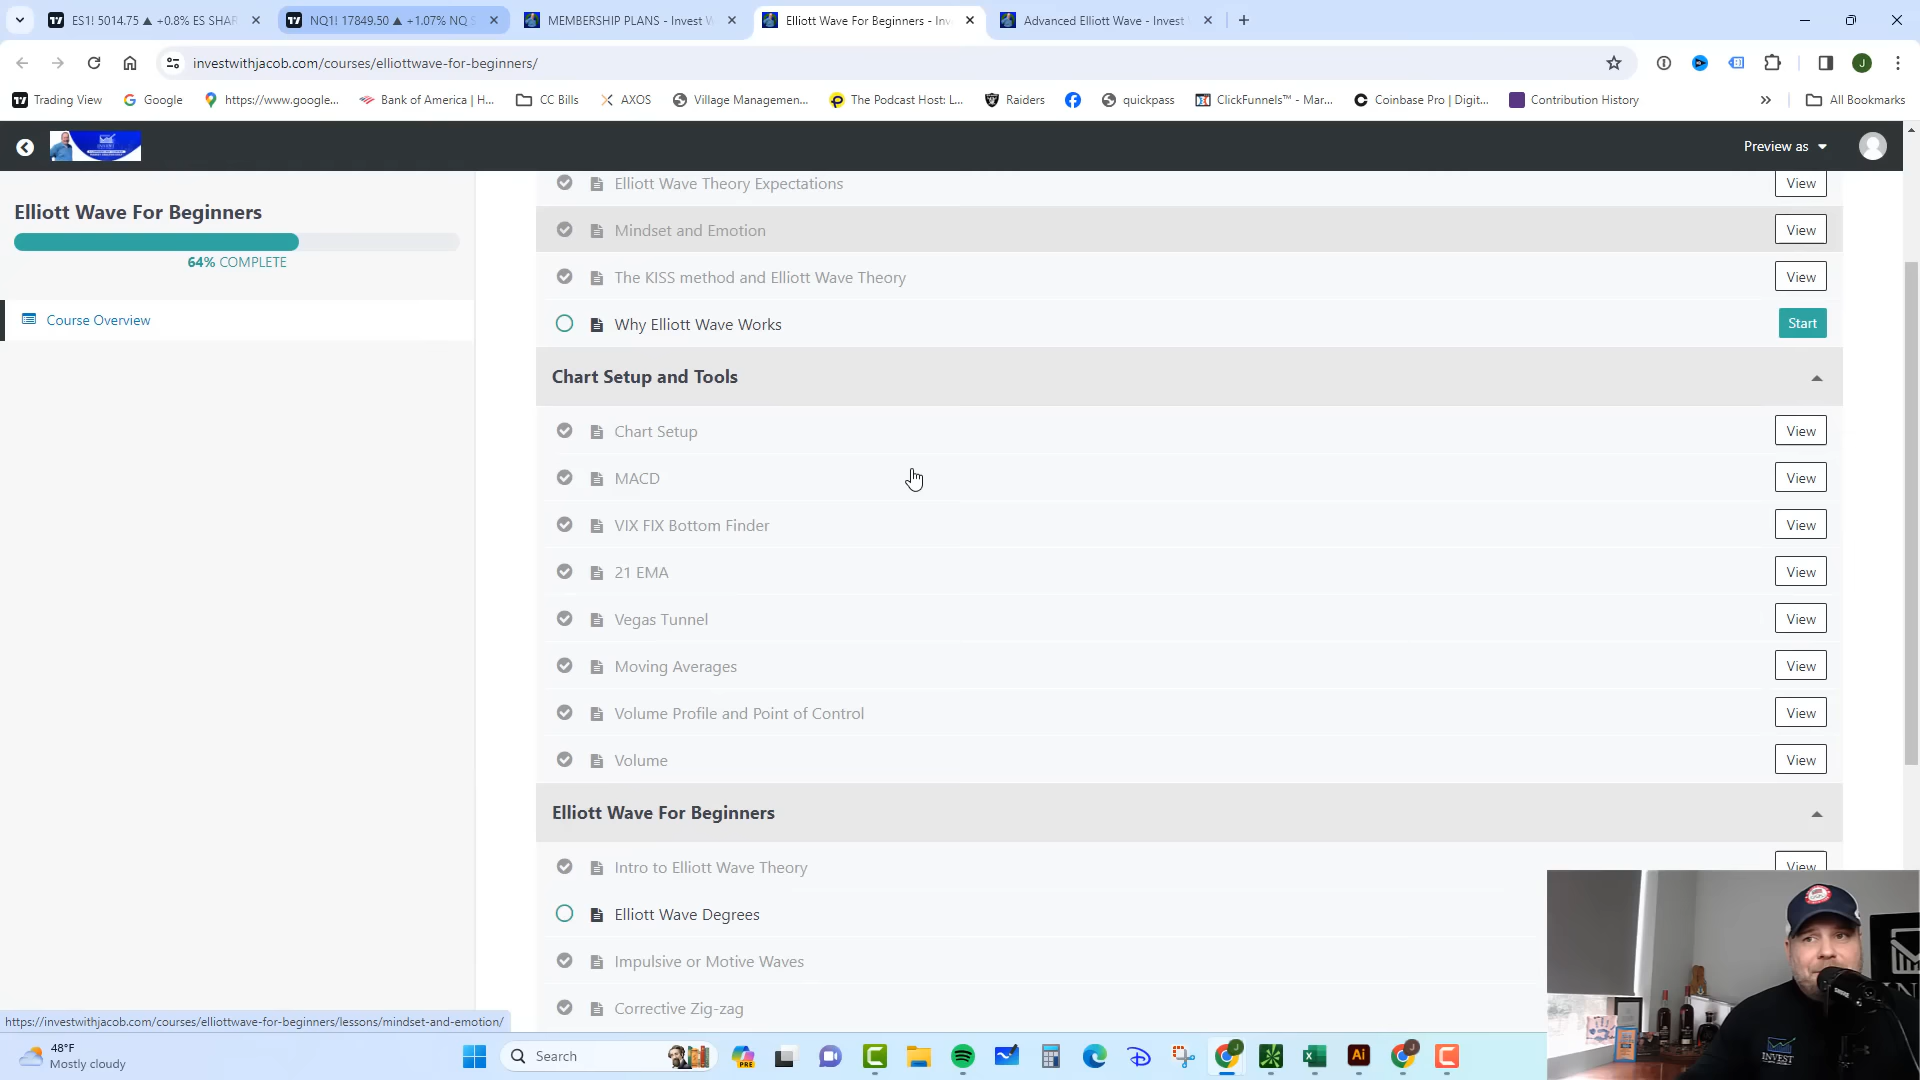 ES1! 5014.75 ▲ +0.8% ES SHAR
NQ1! 17849.50 ▲ +1.07% NQ S
MEMBERSHIP PLANS - Invest W
Elliott Wave For Beginners - Inv
Advanced Elliott Wave - Invest
investwithjacob.com/courses/elliottwave-for-beginners/
Trading View
Google
https://www.google...
Bank of America | H...
CC Bills
AXOS
Village Managemen...
The Podcast Host: L...
Raiders
quickpass
ClickFunnels™ - Mar...
Coinbase Pro | Digit...
Contribution History
»
All Bookmarks
Preview as
Elliott Wave For Beginners
64% COMPLETE
Course Overview
Elliott Wave Theory Expectations View
Mindset and Emotion View
The KISS method and Elliott Wave Theory View
Why Elliott Wave Works Start
Chart Setup and Tools
Chart Setup View
MACD View
VIX FIX Bottom Finder View
21 EMA View
Vegas Tunnel View
Moving Averages View
Volume Profile and Point of Control View
Volume View
Elliott Wave For Beginners
Intro to Elliott Wave Theory View
Elliott Wave Degrees
Impulsive or Motive Waves
Corrective Zig-zag
https://investwithjacob.com/courses/elliottwave-for-beginners/lessons/mindset-and-emotion/
48°F
Mostly cloudy
Search
PRE
Ai
INVEST